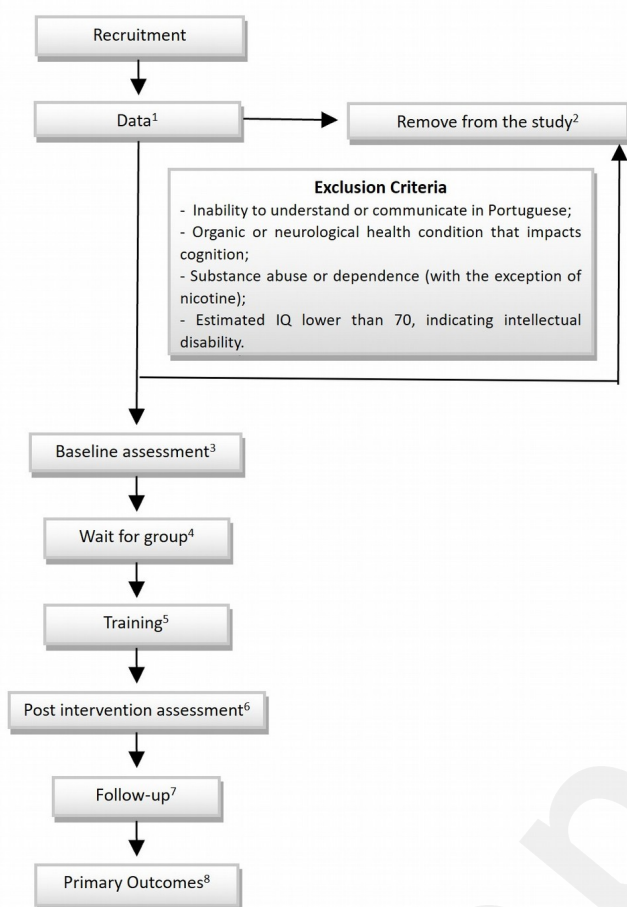 Recruitment
Data¹
Remove from the study²
Exclusion Criteria
- Inability to understand or communicate in Portuguese;
- Organic or neurological health condition that impacts
cognition;
- Substance abuse or dependence (with the exception of
nicotine);
- Estimated IQ lower than 70, indicating intellectual
disability.
Baseline assessment³
Wait for group⁴
Training⁵
Post intervention assessment⁶
Follow-up⁷
Primary Outcomes⁸